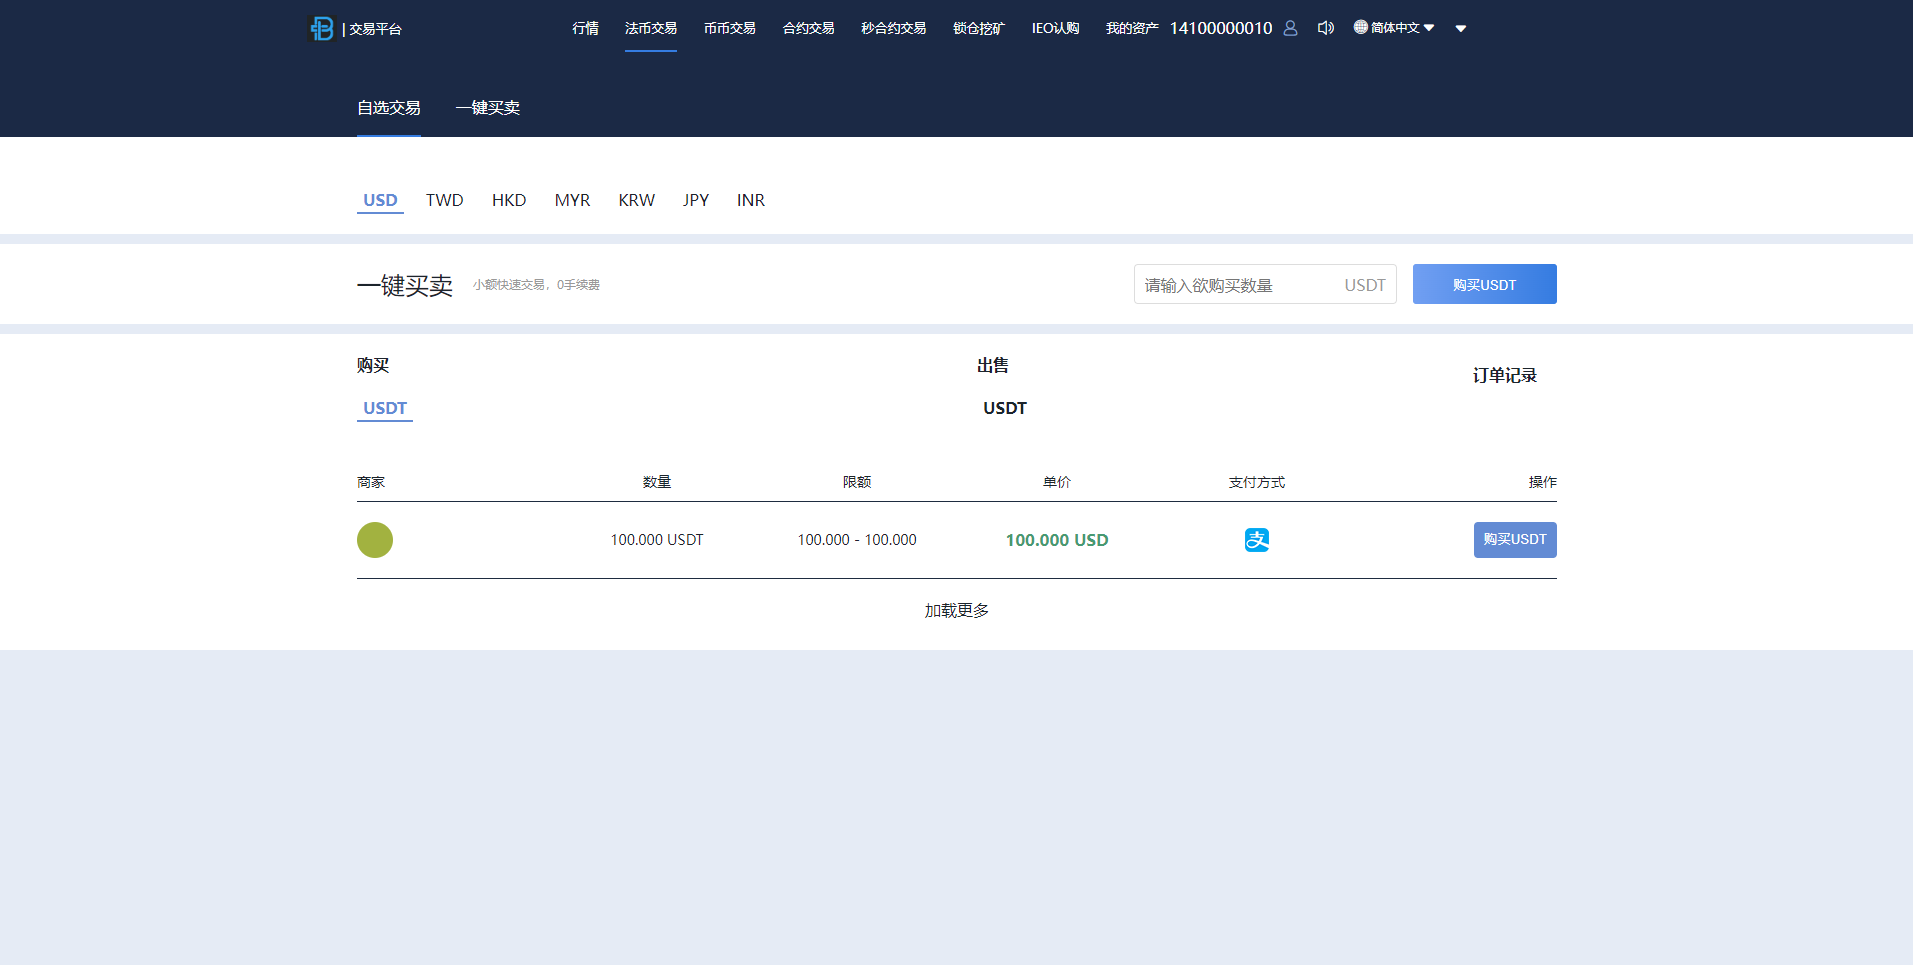 | 交易平台 行情 法币交易 币币交易 合约交易 秒合约交易 锁仓挖矿 IEO认购 我的资产 14100000010 简体中文
自选交易 一键买卖
USD TWD HKD MYR KRW JPY INR
一键买卖 小额快速交易，0手续费 请输入欲购买数量 USDT 购买USDT
购买 出售 订单记录
USDT USDT
商家 数量 限额 单价 支付方式 操作
100.000 USDT 100.000 - 100.000 100.000 USD 支 购买USDT
加载更多